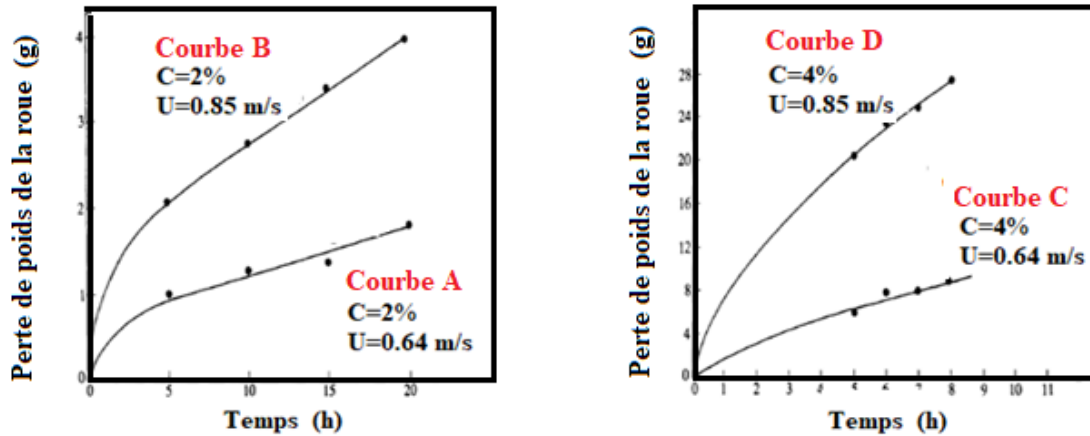 Perte de poids de la roue (g)
4
3
2
1
0
Courbe B
C=2%
U=0.85 m/s
Courbe A
C=2%
U=0.64 m/s
0 5 10 15 20
Temps (h)
Perte de poids de la roue (g)
28
24
20
16
12
8
4
0
Courbe D
C=4%
U=0.85 m/s
Courbe C
C=4%
U=0.64 m/s
0 1 2 3 4 5 6 7 8 9 10 11
Temps (h)